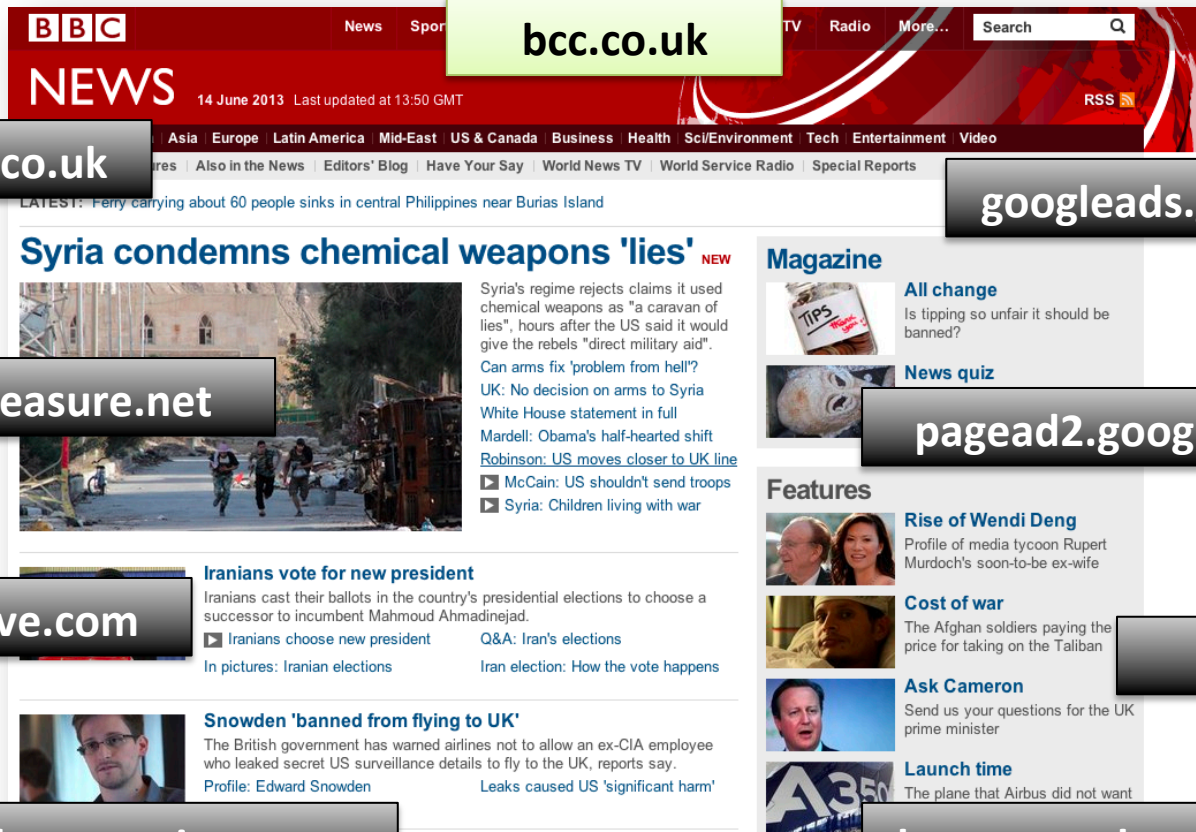 BBC
News
TV
Radio
More...
Search
bcc.co.uk
NEWS
14 June 2013 Last updated at 13:50 GMT
RSS
Asia | Europe | Latin America | Mid-East | US & Canada | Business | Health | Sci/Environment | Tech | Entertainment | Video
co.uk
Also in the News | Editors' Blog | Have Your Say | World News TV | World Service Radio | Special Reports
googleads.
LATEST: Ferry carrying about 60 people sinks in central Philippines near Burias Island
Syria condemns chemical weapons 'lies' NEW
Syria's regime rejects claims it used
chemical weapons as "a caravan of
lies", hours after the US said it would
give the rebels "direct military aid".
Can arms fix 'problem from hell'?
UK: No decision on arms to Syria
White House statement in full
Mardell: Obama's half-hearted shift
Robinson: US moves closer to UK line
McCain: US shouldn't send troops
Syria: Children living with war
easure.net
Iranians vote for new president
Iranians cast their ballots in the country's presidential elections to choose a
successor to incumbent Mahmoud Ahmadinejad.
Iranians choose new president
Q&A: Iran's elections
In pictures: Iranian elections
Iran election: How the vote happens
ve.com
Snowden 'banned from flying to UK'
The British government has warned airlines not to allow an ex-CIA employee
who leaked secret US surveillance details to fly to the UK, reports say.
Profile: Edward Snowden
Leaks caused US 'significant harm'
Magazine
TIPS
thank you
All change
Is tipping so unfair it should be
banned?
News quiz
pagead2.goog
Features
Rise of Wendi Deng
Profile of media tycoon Rupert
Murdoch's soon-to-be ex-wife
Cost of war
The Afghan soldiers paying the
price for taking on the Taliban
Ask Cameron
Send us your questions for the UK
prime minister
A350
Launch time
The plane that Airbus did not want